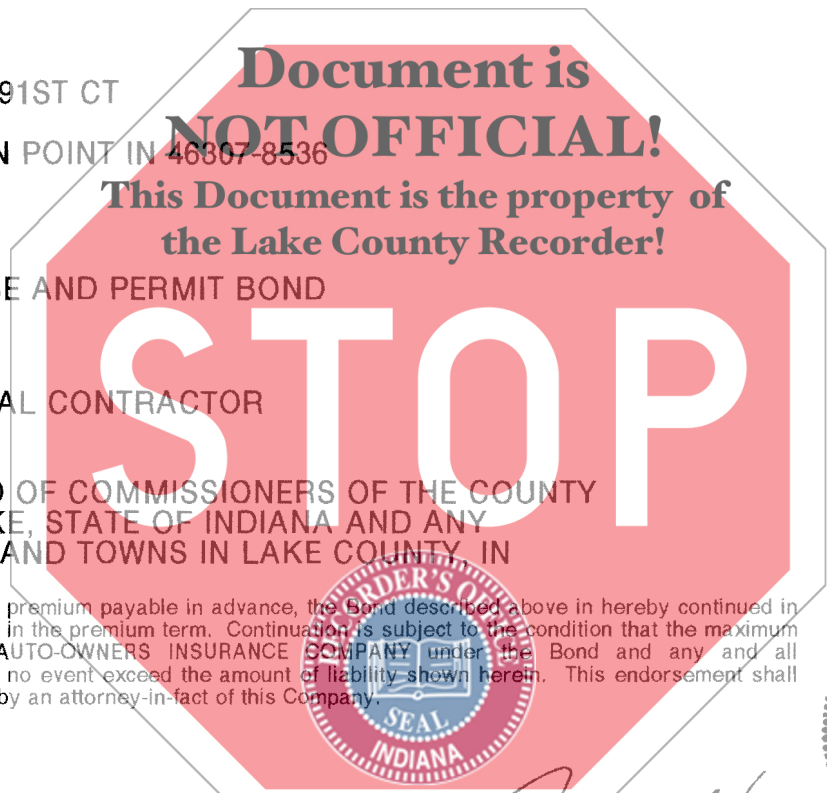 Document is
91ST CT
NOT OFFICIAL!
N POINT IN 46307-8536
This Document is the property of
the Lake County Recorder!
E AND PERMIT BOND
STOP
AL CONTRACTOR
OF COMMISSIONERS OF THE COUNTY
KE, STATE OF INDIANA AND ANY
AND TOWNS IN LAKE COUNTY, IN
premium payable in advance, the Bond described above in hereby continued in
in the premium term. Continuation is subject to the condition that the maximum
AUTO-OWNERS INSURANCE COMPANY under the Bond and any and all
no event exceed the amount of liability shown herein. This endorsement shall
by an attorney-in-fact of this Company.
RECORDER'S OFFICE
SEAL
INDIANA